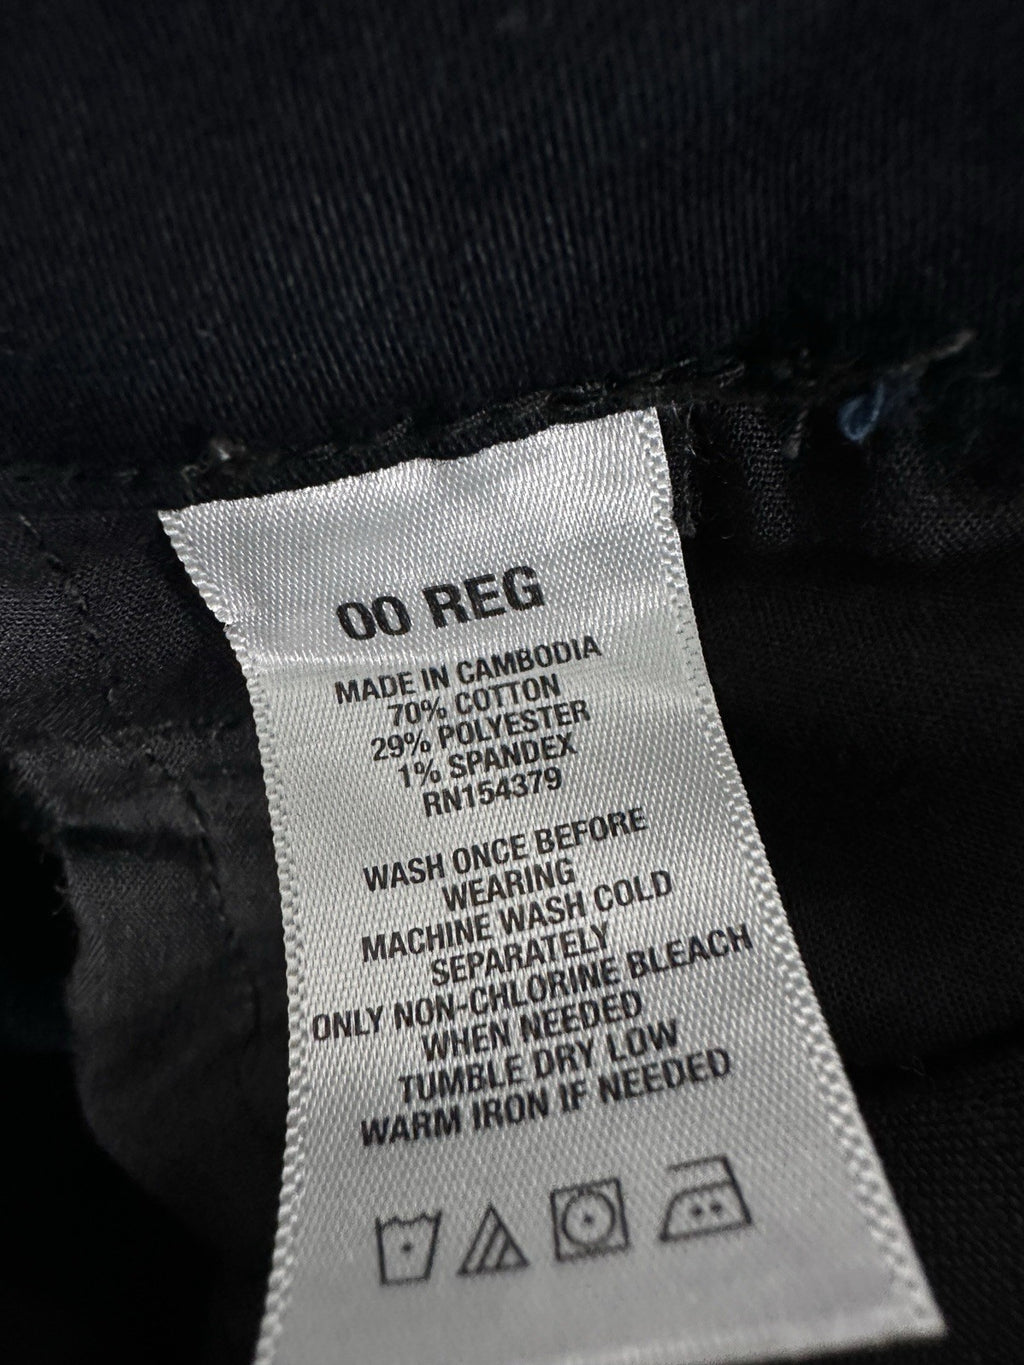 00 REG
MADE IN CAMBODIA
70% COTTON
29% POLYESTER
1% SPANDEX
RN154379
WASH ONCE BEFORE
WEARING
MACHINE WASH COLD
SEPARATELY
ONLY NON-CHLORINE BLEACH
WHEN NEEDED
TUMBLE DRY LOW
WARM IRON IF NEEDED